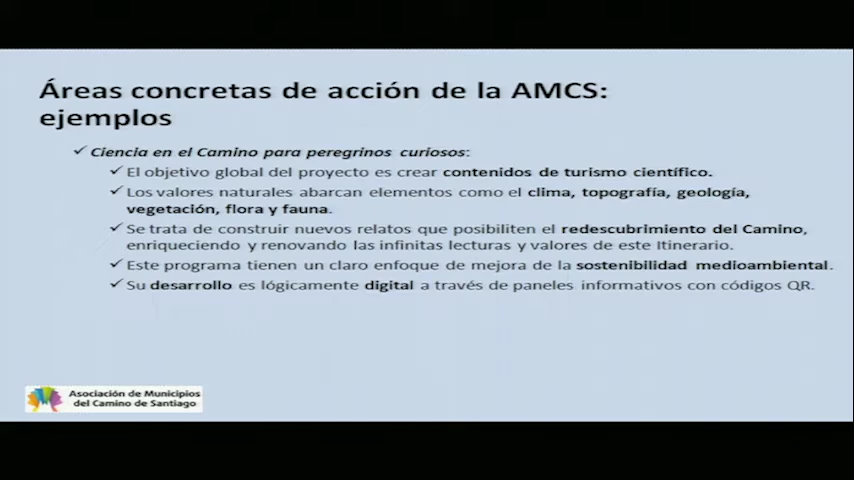 Áreas concretas de acción de la AMCS:
ejemplos
✓ Ciencia en el Camino para peregrinos curiosos:
✓ El objetivo global del proyecto es crear contenidos de turismo científico.
✓ Los valores naturales abarcan elementos como el clima, topografía, geología,
vegetación, flora y fauna.
✓ Se trata de construir nuevos relatos que posibiliten el redescubrimiento del Camino,
enriqueciendo y renovando las infinitas lecturas y valores de este Itinerario.
✓ Este programa tienen un claro enfoque de mejora de la sostenibilidad medioambiental.
✓ Su desarrollo es lógicamente digital a través de paneles informativos con códigos QR.
Asociación de Municipios
del Camino de Santiago